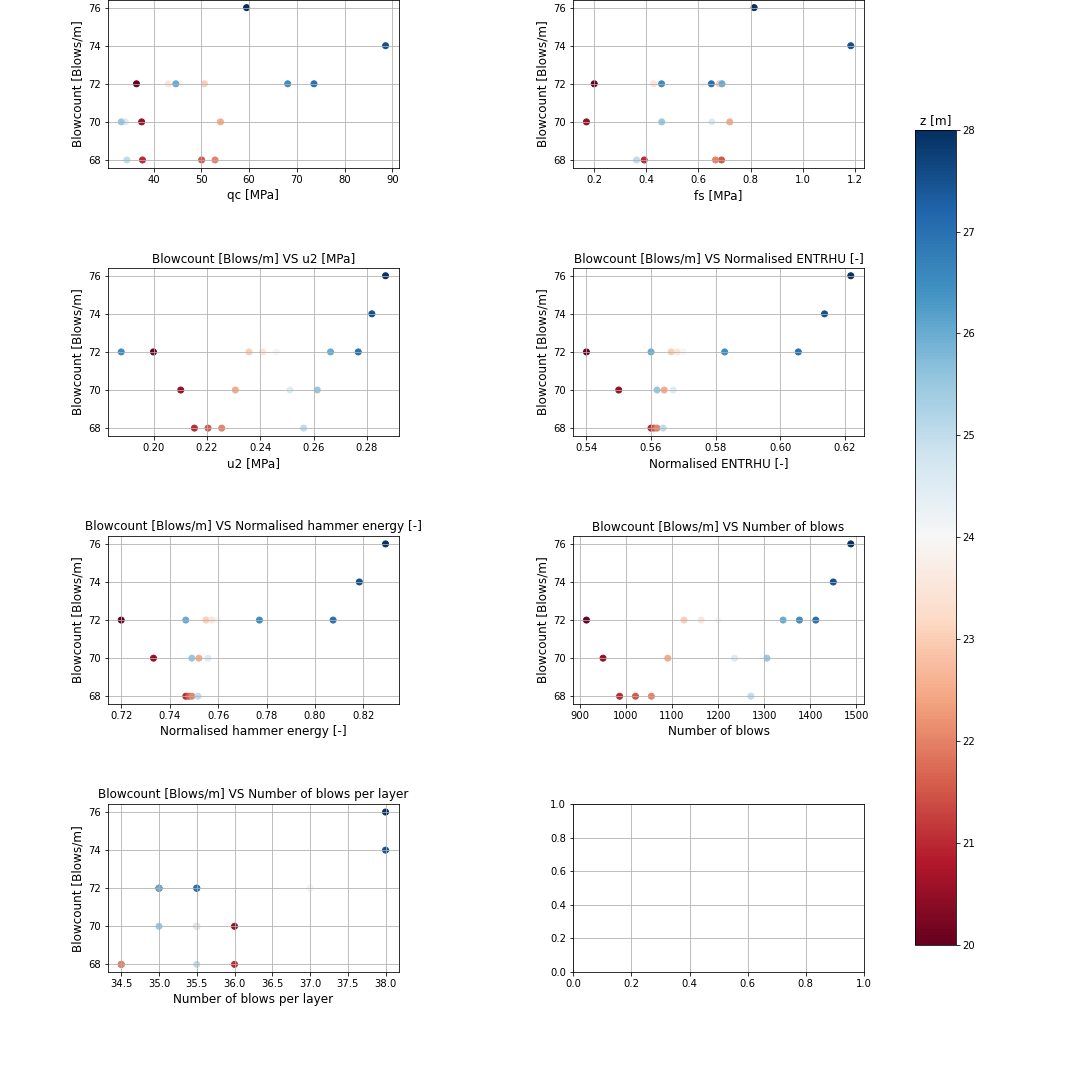 76
74
72
70
68
Blowcount [Blows/m]
40 50 60 70 80 90
qc [MPa]
76
74
72
70
68
Blowcount [Blows/m]
0.2 0.4 0.6 0.8 1.0 1.2
fs [MPa]
z [m]
28
27
26
25
24
23
22
21
20
Blowcount [Blows/m] VS u2 [MPa]
76
74
72
70
68
Blowcount [Blows/m]
0.20 0.22 0.24 0.26 0.28
u2 [MPa]
Blowcount [Blows/m] VS Normalised ENTRHU [-]
76
74
72
70
68
Blowcount [Blows/m]
0.54 0.56 0.58 0.60 0.62
Normalised ENTRHU [-]
Blowcount [Blows/m] VS Normalised hammer energy [-]
76
74
72
70
68
Blowcount [Blows/m]
0.72 0.74 0.76 0.78 0.80 0.82
Normalised hammer energy [-]
Blowcount [Blows/m] VS Number of blows
76
74
72
70
68
Blowcount [Blows/m]
900 1000 1100 1200 1300 1400 1500
Number of blows
Blowcount [Blows/m] VS Number of blows per layer
76
74
72
70
68
Blowcount [Blows/m]
34.5 35.0 35.5 36.0 36.5 37.0 37.5 38.0
Number of blows per layer
1.0
0.8
0.6
0.4
0.2
0.0
0.0 0.2 0.4 0.6 0.8 1.0